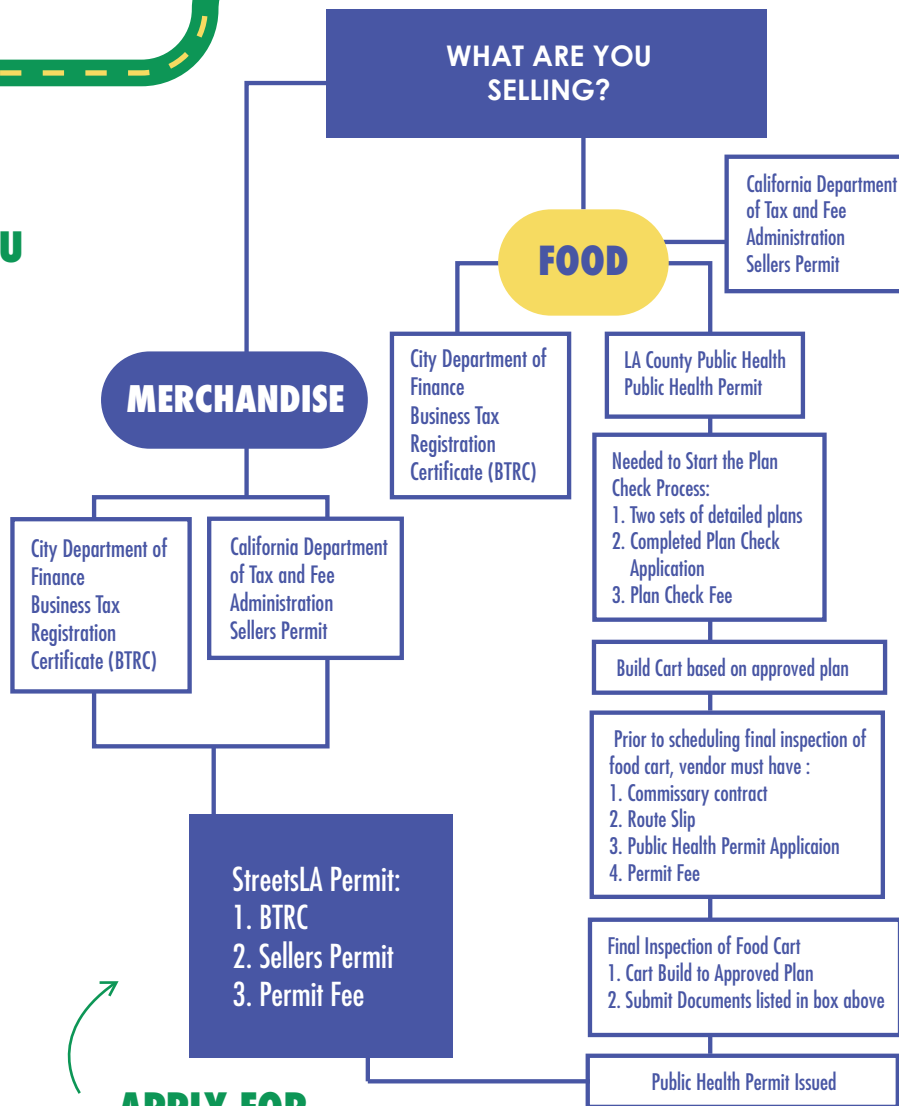 WHAT ARE YOU
SELLING?
California Department
of Tax and Fee
Administration
Sellers Permit
U
FOOD
City Department of
Finance
Business Tax
Registration
Certificate (BTRC)
LA County Public Health
Public Health Permit
MERCHANDISE
Needed to Start the Plan
Check Process:
1. Two sets of detailed plans
2. Completed Plan Check
Application
3. Plan Check Fee
City Department of
Finance
Business Tax
Registration
Certificate (BTRC)
California Department
of Tax and Fee
Administration
Sellers Permit
Build Cart based on approved plan
Prior to scheduling final inspection of
food cart, vendor must have :
1. Commissary contract
2. Route Slip
3. Public Health Permit Applicaion
4. Permit Fee
StreetsLA Permit:
1. BTRC
2. Sellers Permit
3. Permit Fee
Final Inspection of Food Cart
1. Cart Build to Approved Plan
2. Submit Documents listed in box above
Public Health Permit Issued
APPLY FOR